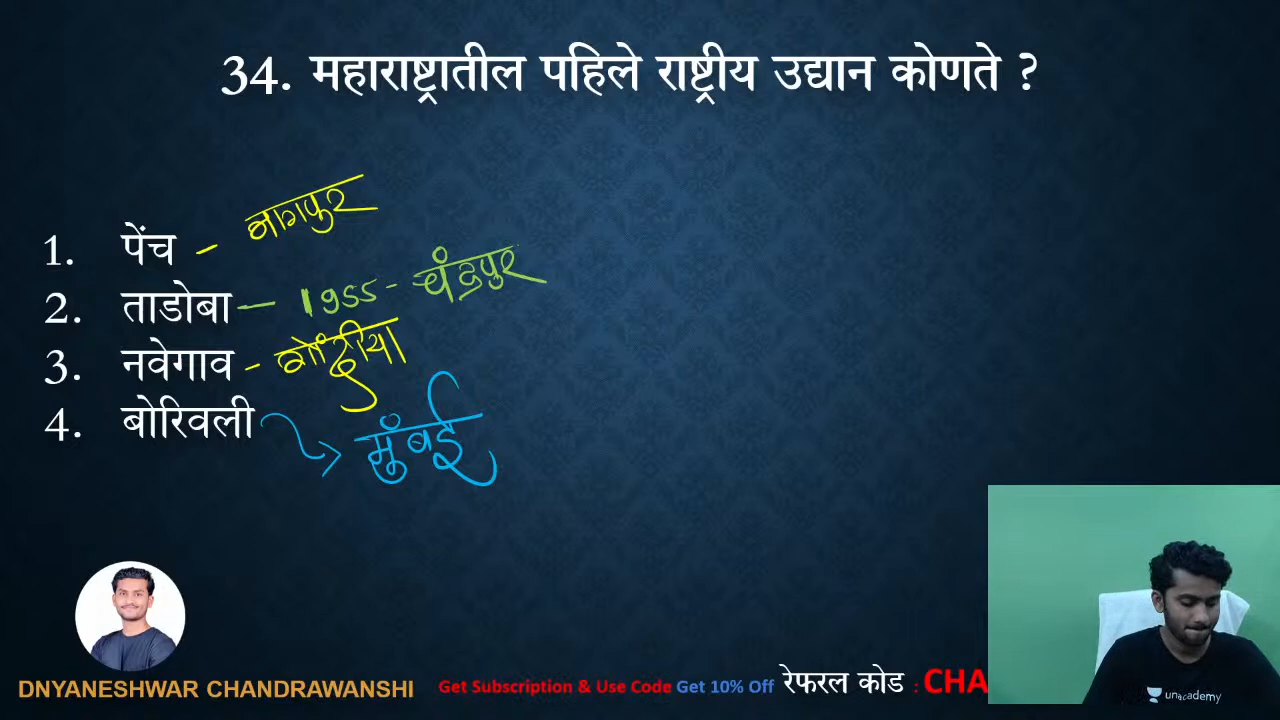 34. महाराष्ट्रातील पहिले राष्ट्रीय उद्यान कोणते ?
1. पेंच - नागपुर
2. ताडोबा - 1955 - चंद्रपुर
3. नवेगाव - गोंदीया
4. बोरिवली → मुंबई
DNYANESHWAR CHANDRAWANSHI
Get Subscription & Use Code Get 10% Off रेफरल कोड : CHA
unacademy